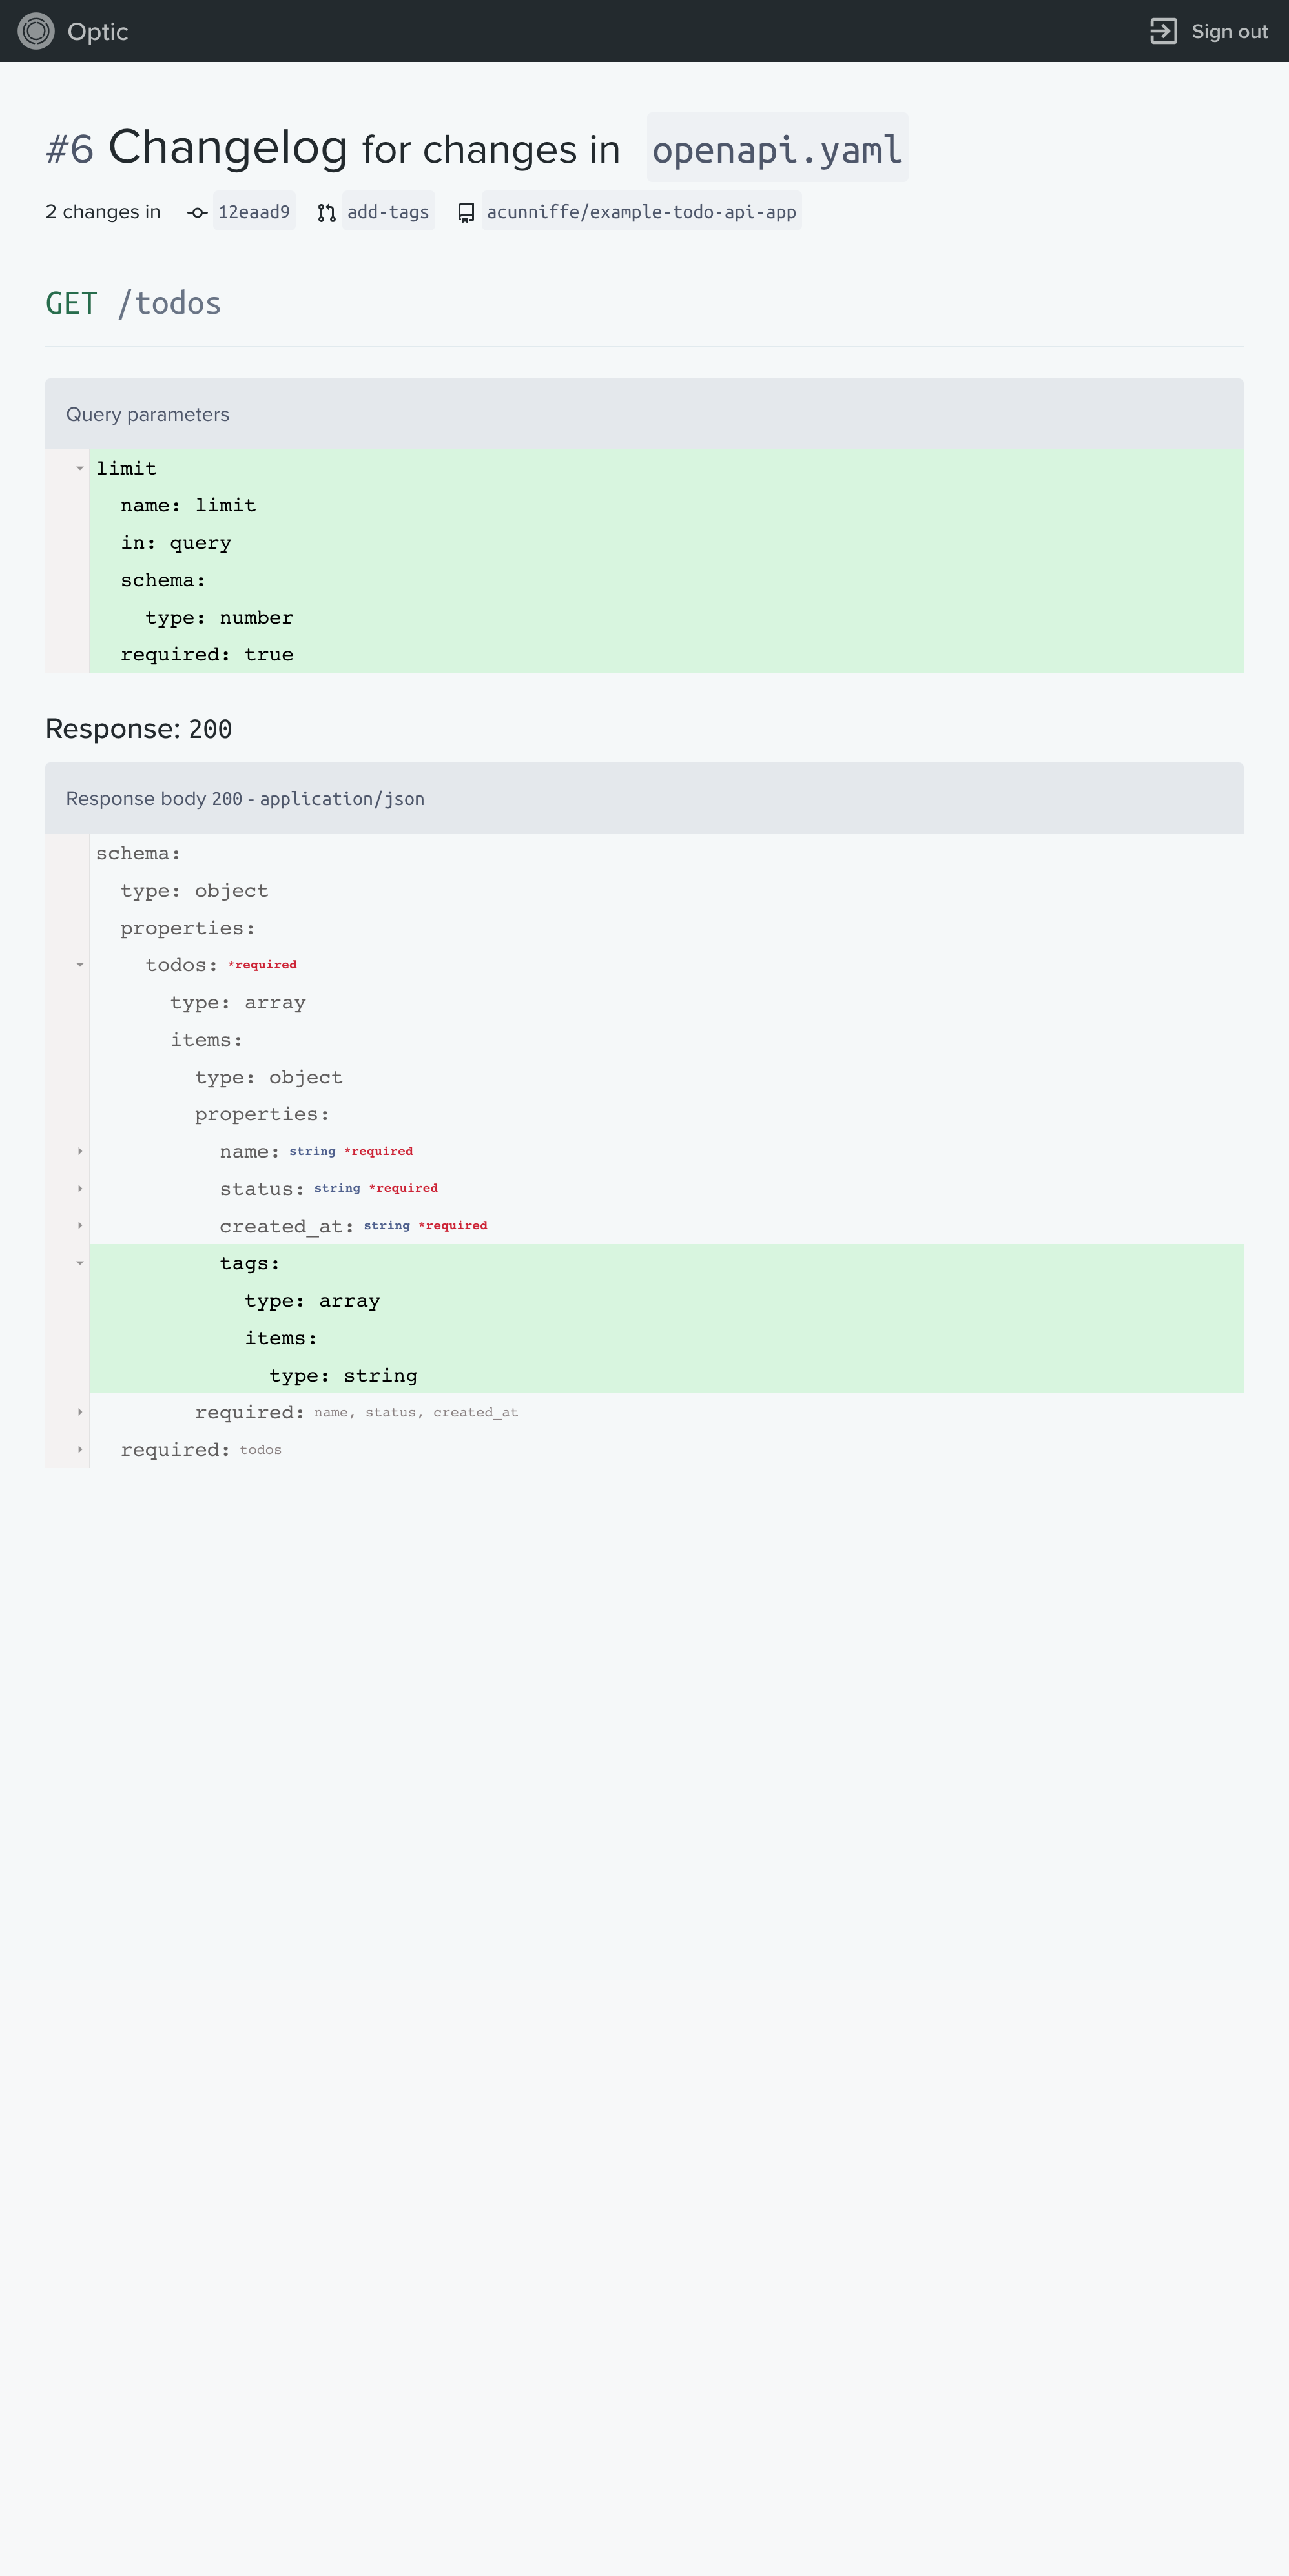 Optic
Sign out
#6 Changelog for changes in openapi.yaml
2 changes in 12eaad9 add-tags acunniffe/example-todo-api-app
GET /todos
Query parameters
limit
name: limit
in: query
schema:
type: number
required: true
Response: 200
Response body 200 - application/json
schema:
type: object
properties:
todos: *required
type: array
items:
type: object
properties:
name: string *required
status: string *required
created_at: string *required
tags:
type: array
items:
type: string
required: name, status, created_at
required: todos